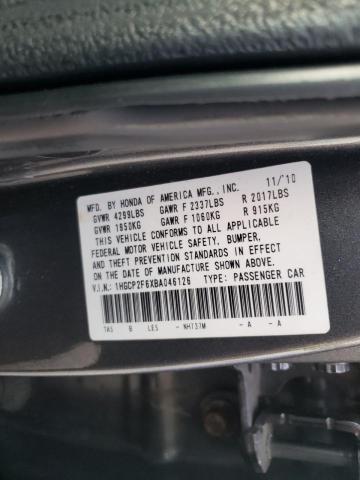 MFD. BY HONDA OF AMERICA MFG., INC. 11/'10
GVWR 4299LBS GAWR F 2337LBS R 2017LBS
GVWR 1950KG GAWR F 1060KG R 915KG
THIS VEHICLE CONFORMS TO ALL APPLICABLE
FEDERAL MOTOR VEHICLE SAFETY, BUMPER,
AND THEFT PREVENTION STANDARDS IN EFFECT
ON THE DATE OF MANUFACTURE SHOWN ABOVE.
V.I.N.: 1HGCP2F6XBA046126 TYPE: PASSENGER CAR
TAS B LES - NH737M - A - A